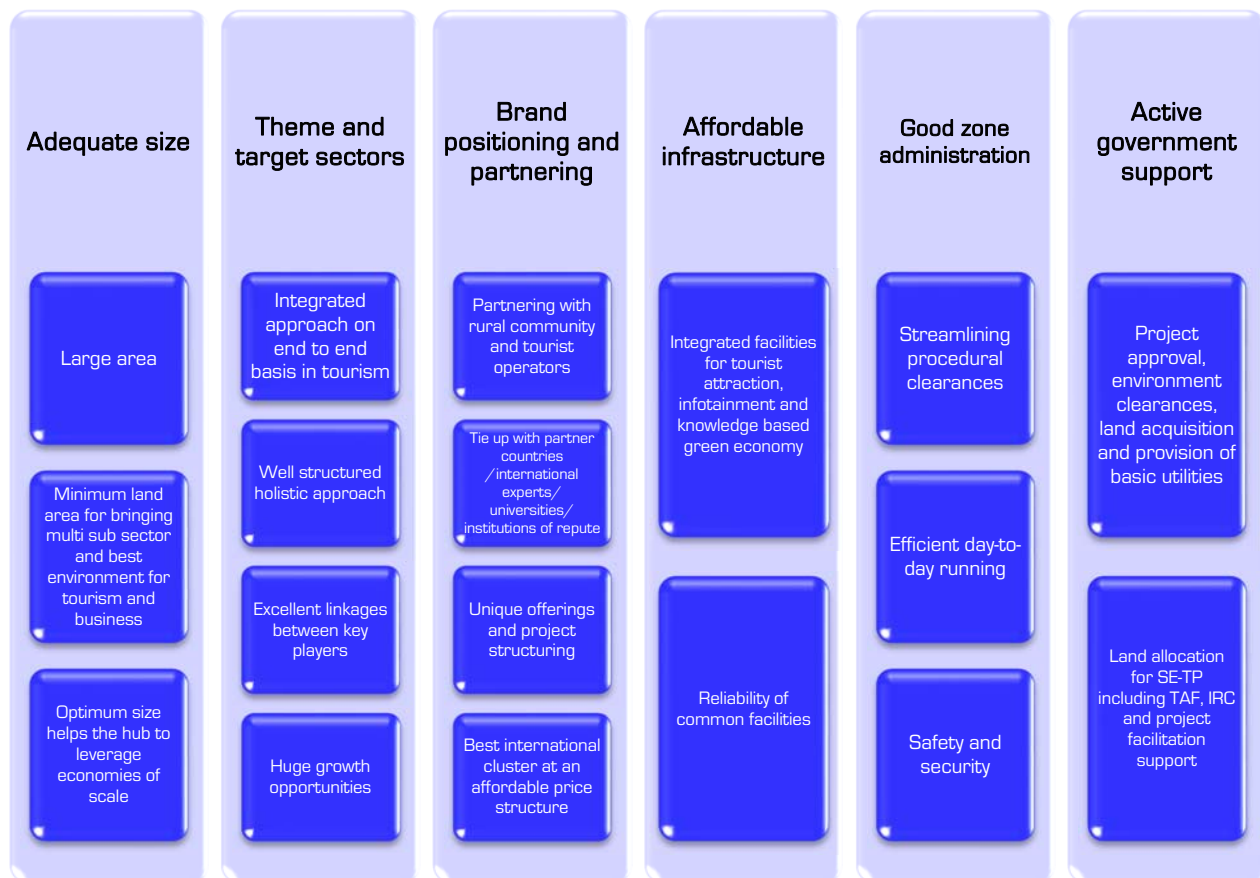 Adequate size
Large area
Minimum land
area for bringing
multi sub sector
and best
environment for
tourism and
business
Optimum size
helps the hub to
leverage
economies of
scale
Theme and
target sectors
Integrated
approach on
end to end
basis in tourism
Well structured
holistic approach
Excellent linkages
between key
players
Huge growth
opportunities
Brand
positioning and
partnering
Partnering with
rural community
and tourist
operators
Tie up with partner
countries
/international
experts/
universities/
institutions of repute
Unique offerings
and project
structuring
Best international
cluster at an
affordable price
structure
Affordable
infrastructure
Integrated facilities
for tourist
attraction,
infotainment and
knowledge based
green economy
Reliability of
common facilities
Good zone
administration
Streamlining
procedural
clearances
Efficient day-to-
day running
Safety and
security
Active
government
support
Project
approval,
environment
clearances,
land acquisition
and provision of
basic utilities
Land allocation
for SE-TP
including TAF, IRC
and project
facilitation
support